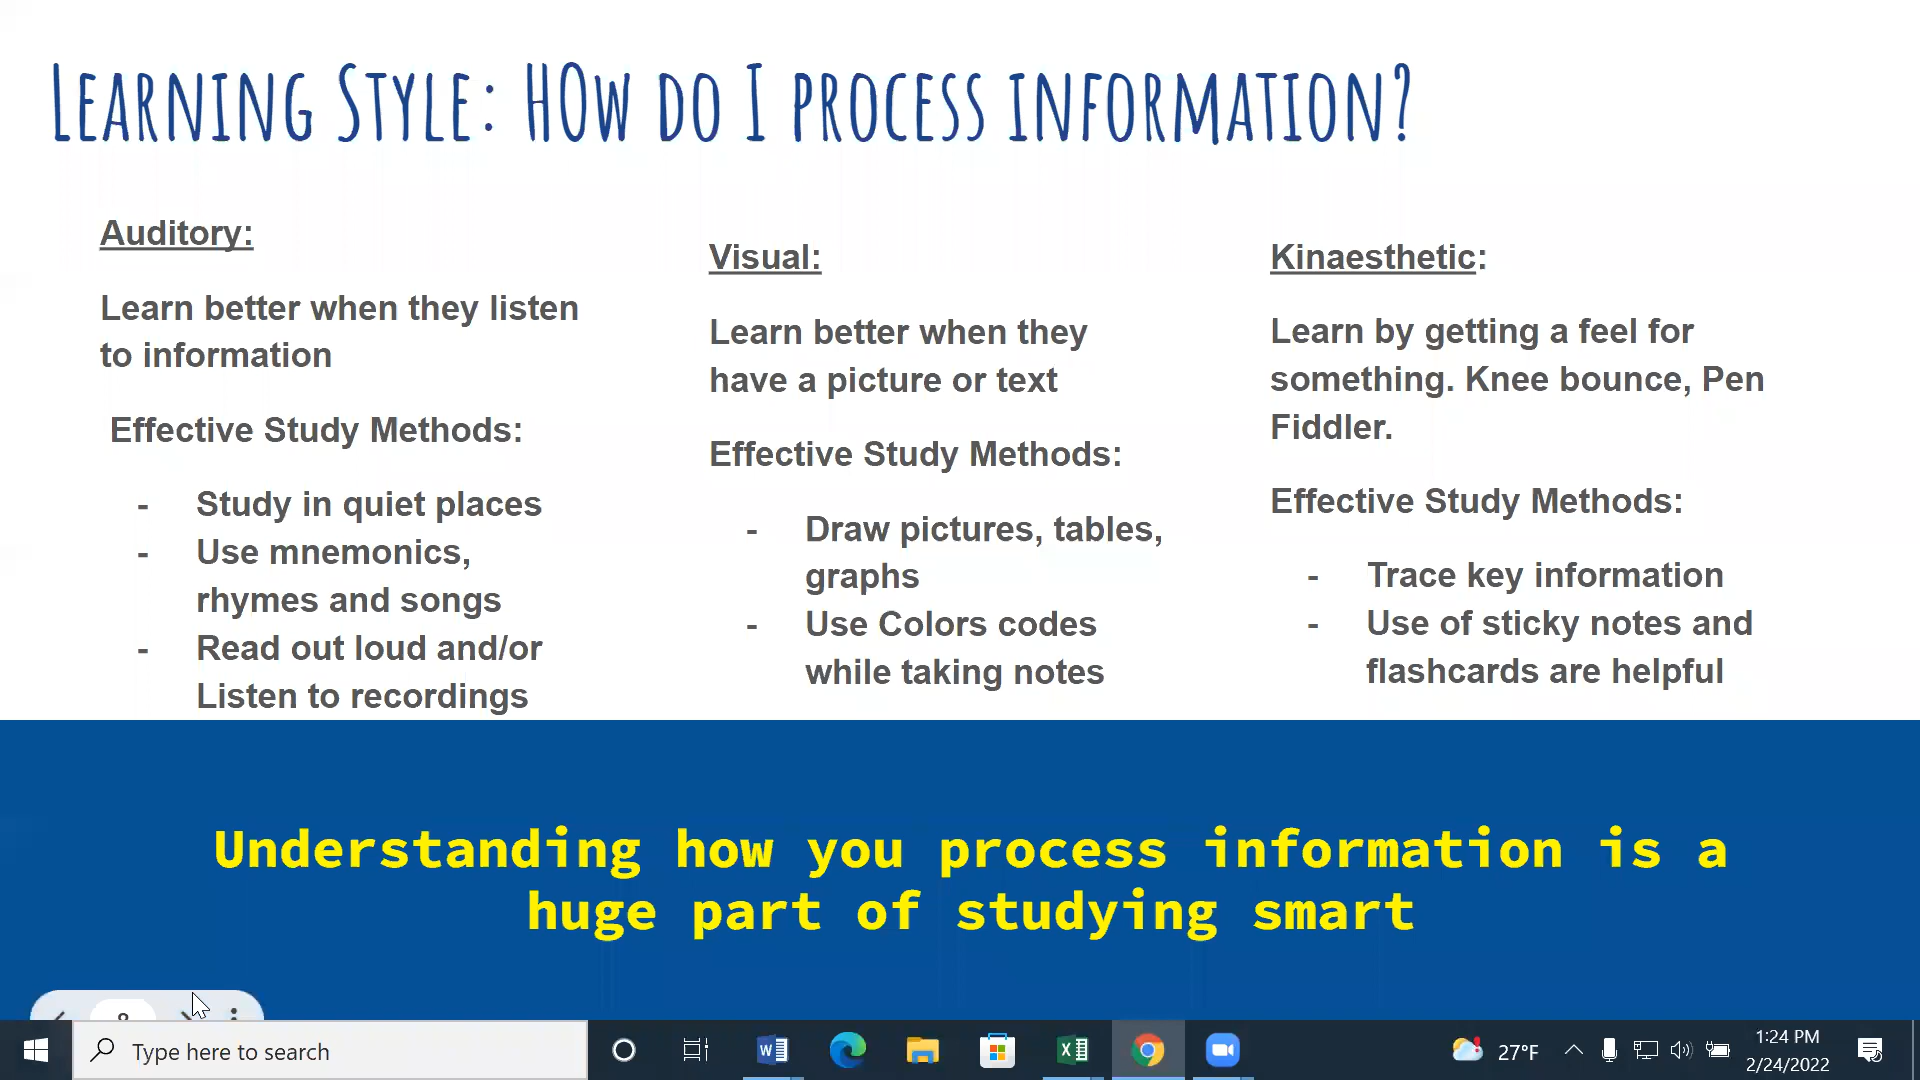 Learning Style: HOw do I process information?
Auditory:
Learn better when they listen
to information
Effective Study Methods:
- Study in quiet places
- Use mnemonics,
rhymes and songs
- Read out loud and/or
Listen to recordings
Visual:
Learn better when they
have a picture or text
Effective Study Methods:
- Draw pictures, tables,
graphs
- Use Colors codes
while taking notes
Kinaesthetic:
Learn by getting a feel for
something. Knee bounce, Pen
Fiddler.
Effective Study Methods:
- Trace key information
- Use of sticky notes and
flashcards are helpful
Understanding how you process information is a
huge part of studying smart
Type here to search
27°F
1:24 PM
2/24/2022